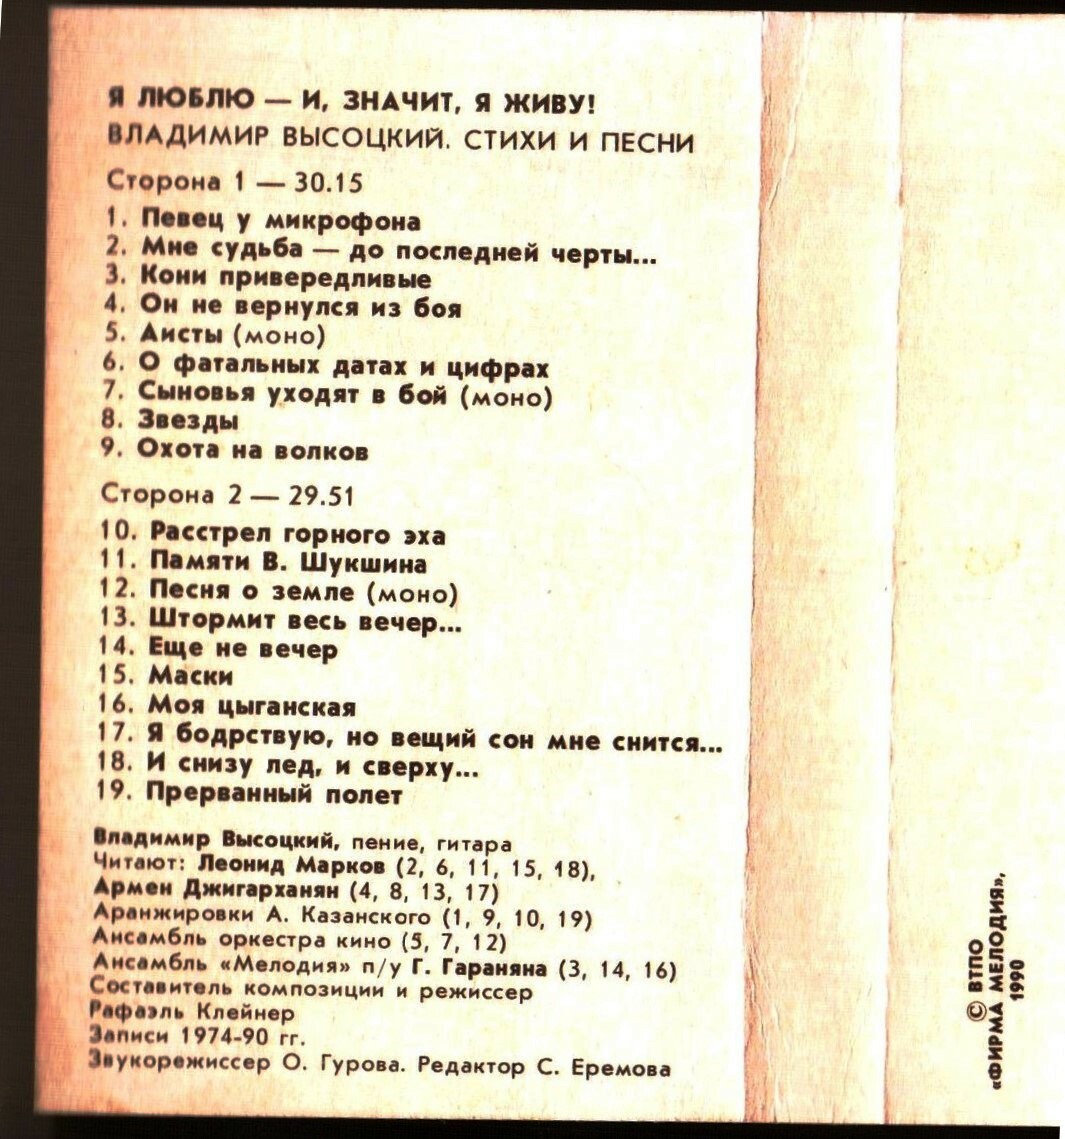 Я ЛЮБЛЮ — И, ЗНАЧИТ, Я ЖИВУ!
ВЛАДИМИР ВЫСОЦКИЙ. СТИХИ И ПЕСНИ
Сторона 1 — 30.15
1. Певец у микрофона
2. Мне судьба — до последней черты...
3. Кони привередливые
4. Он не вернулся из боя
5. Аисты (моно)
6. О фатальных датах и цифрах
7. Сыновья уходят в бой (моно)
8. Звезды
9. Охота на волков
Сторона 2 — 29.51
10. Расстрел горного эха
11. Памяти В. Шукшина
12. Песня о земле (моно)
13. Штормит весь вечер...
14. Еще не вечер
15. Маски
16. Моя цыганская
17. Я бодрствую, но вещий сон мне снится...
18. И снизу лед, и сверху...
19. Прерванный полет
Владимир Высоцкий, пение, гитара
Читают: Леонид Марков (2, 6, 11, 15, 18),
Армен Джигарханян (4, 8, 13, 17)
Аранжировки А. Казанского (1, 9, 10, 19)
Ансамбль оркестра кино (5, 7, 12)
Ансамбль «Мелодия» п/у Г. Гараняна (3, 14, 16)
Составитель композиции и режиссер
Рафаэль Клейнер
Записи 1974-90 гг.
Звукорежиссер О. Гурова. Редактор С. Еремова
© ВТПО
«ФИРМА МЕЛОДИЯ»,
1990